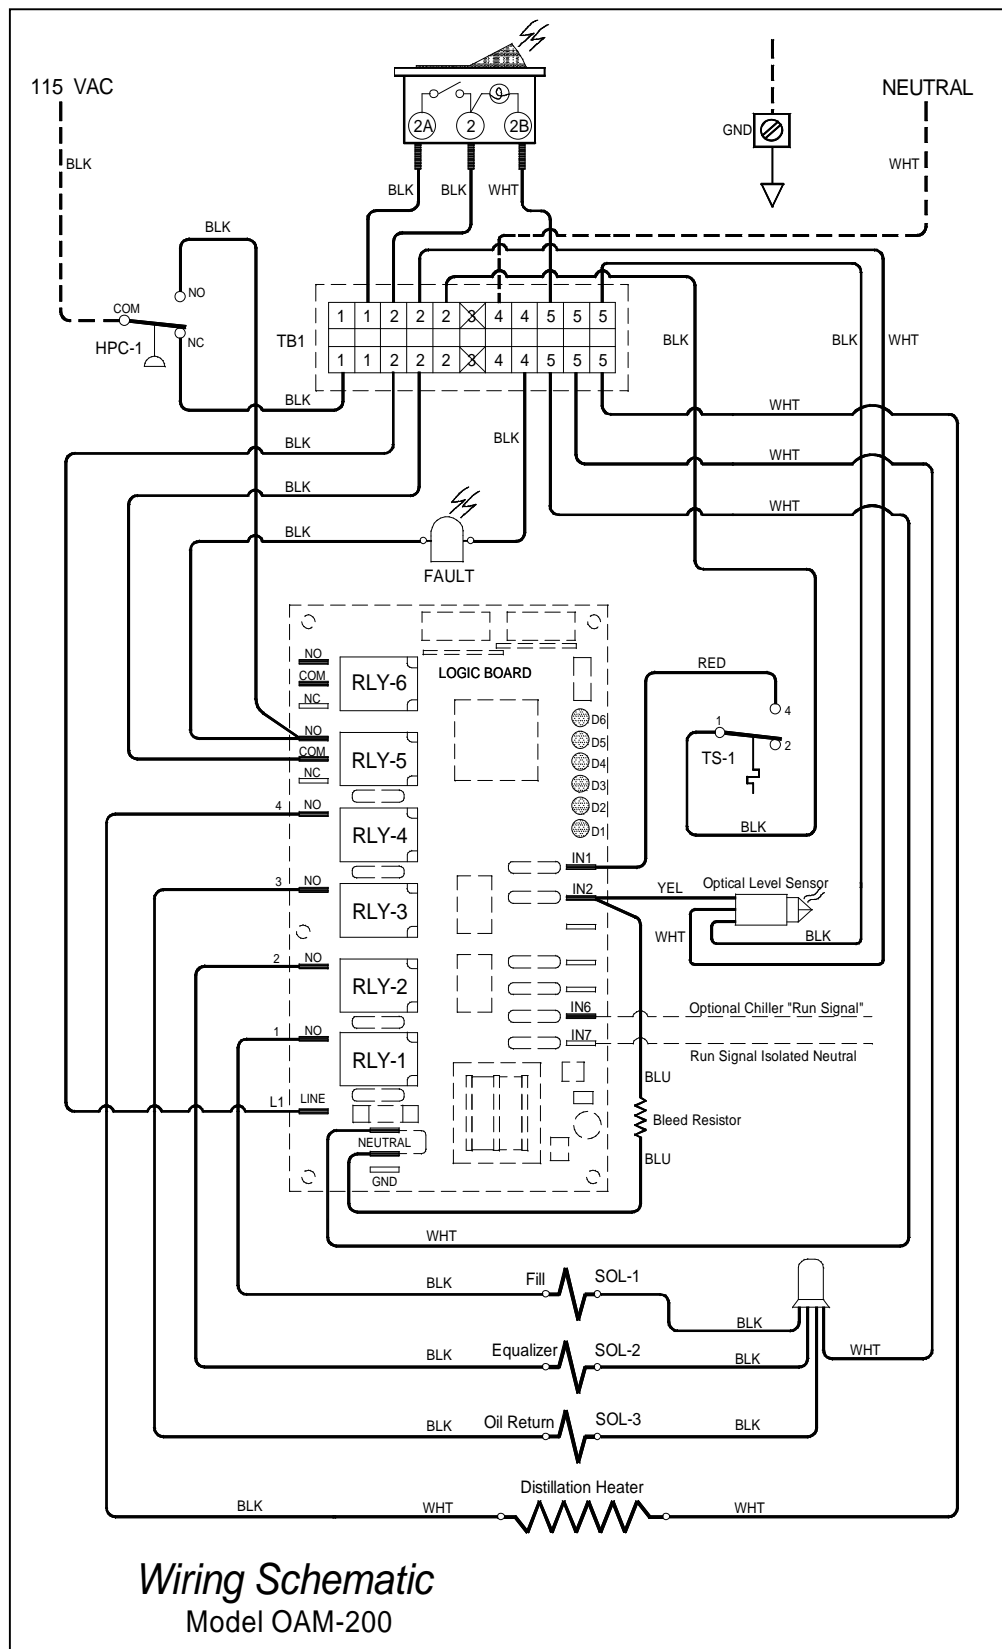 115 VAC
NEUTRAL
GND
2A 2 2B
BLK
WHT
BLK BLK WHT
BLK
NO
COM
HPC-1
NC
TB1
1 1 2 2 2 3 4 4 5 5 5
1 1 2 2 2 3 4 4 5 5 5
BLK BLK WHT
BLK WHT
BLK BLK WHT
BLK WHT
BLK
FAULT
LOGIC BOARD
NO
COM
NC
RLY-6
RED
4
1
2
TS-1
BLK
NO
COM
NC
RLY-5
D6
D5
D4
D3
D2
D1
4 NO
RLY-4
IN1
3 NO
RLY-3
IN2
YEL
Optical Level Sensor
WHT
BLK
2 NO
RLY-2
IN6
Optional Chiller "Run Signal"
1 NO
RLY-1
IN7
Run Signal Isolated Neutral
BLU
L1 LINE
Bleed Resistor
NEUTRAL
BLU
GND
WHT
BLK Fill SOL-1
BLK
BLK Equalizer SOL-2 BLK WHT
BLK Oil Return SOL-3 BLK
Distillation Heater
BLK WHT WHT
Wiring Schematic
Model OAM-200